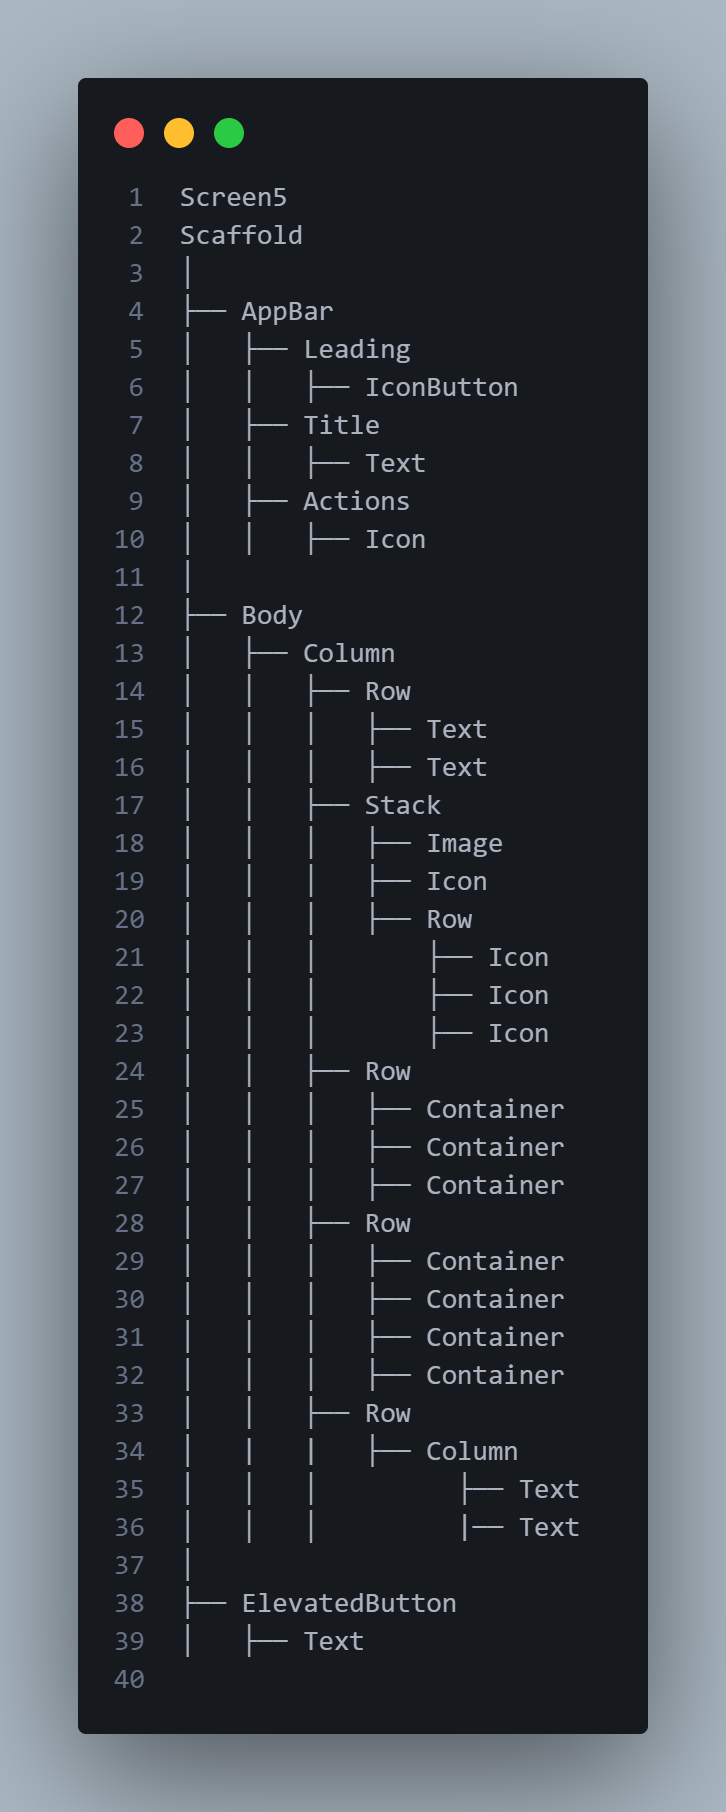 1 Screen5
2 Scaffold
3 │
4 ├── AppBar
5 │   ├── Leading
6 │   │   ├── IconButton
7 │   ├── Title
8 │   │   ├── Text
9 │   ├── Actions
10 │   │   ├── Icon
11 │
12 ├── Body
13 │   ├── Column
14 │   │   ├── Row
15 │   │   │   ├── Text
16 │   │   │   ├── Text
17 │   │   ├── Stack
18 │   │   │   ├── Image
19 │   │   │   ├── Icon
20 │   │   │   ├── Row
21 │   │   │       ├── Icon
22 │   │   │       ├── Icon
23 │   │   │       ├── Icon
24 │   │   ├── Row
25 │   │   │   ├── Container
26 │   │   │   ├── Container
27 │   │   │   ├── Container
28 │   │   ├── Row
29 │   │   │   ├── Container
30 │   │   │   ├── Container
31 │   │   │   ├── Container
32 │   │   │   ├── Container
33 │   │   ├── Row
34 │   |   |   ├── Column
35 │   │   │         ├── Text
36 │   │   │         |── Text
37 │
38 ├── ElevatedButton
39 │   ├── Text
40